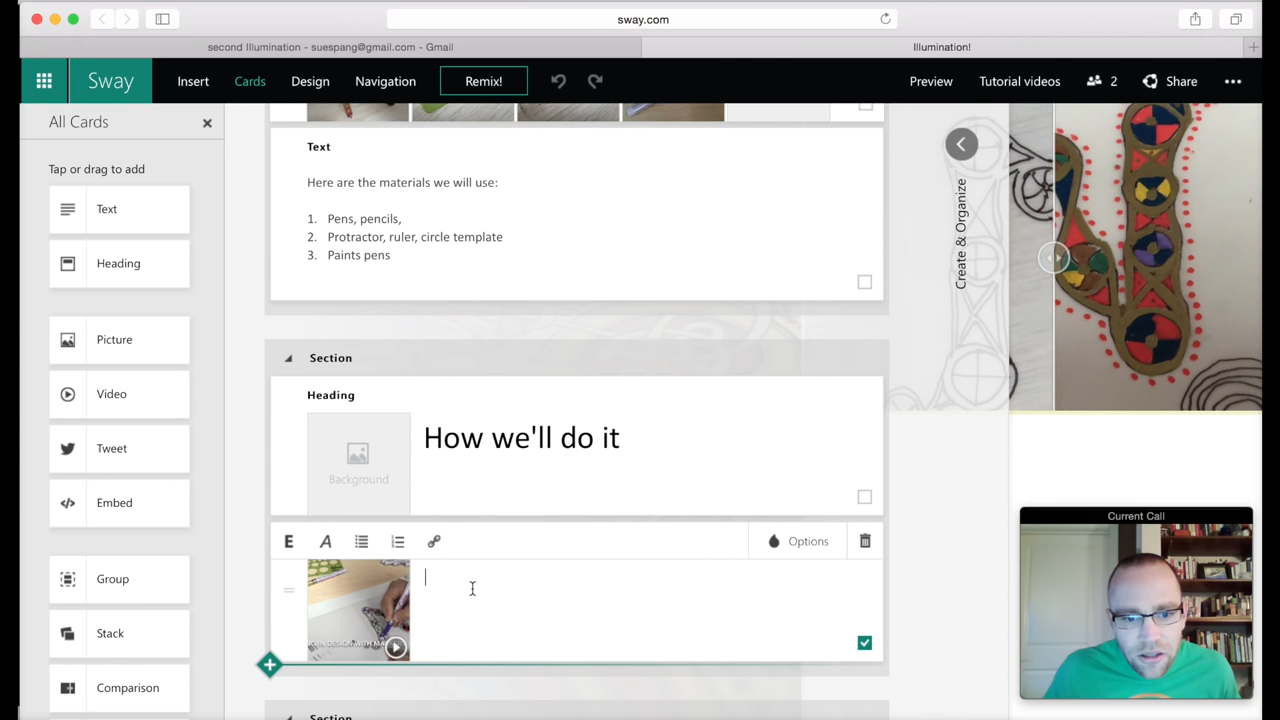 sway.com
second Illumination - suespang@gmail.com - Gmail
Illumination!
Sway
Insert
Cards
Design
Navigation
Remix!
Preview
Tutorial videos
2
Share
All Cards
Tap or drag to add
Text
Heading
Picture
Video
Tweet
Embed
Group
Stack
Comparison
Text
Here are the materials we will use:
1. Pens, pencils,
2. Protractor, ruler, circle template
3. Paints pens
Section
Heading
Background
How we'll do it
E A
Options
DESIGN WITH
Section
Create & Organize
Current Call